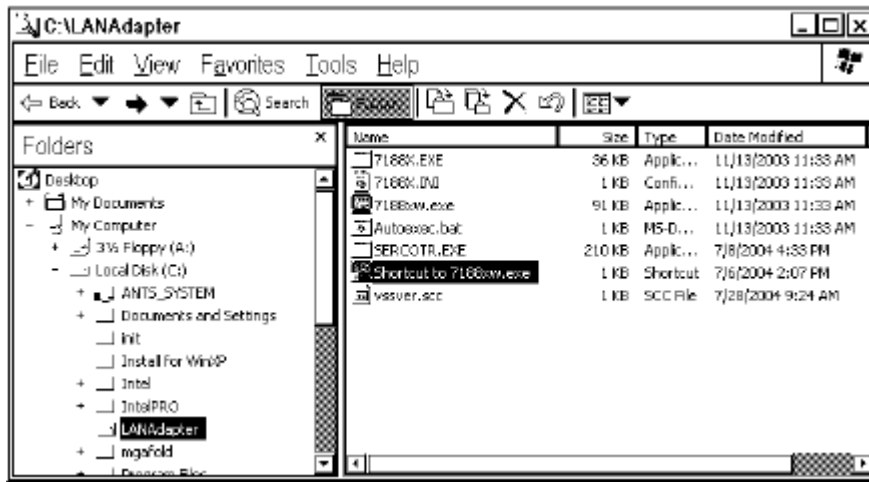 C:\LANAdapter
File Edit View Favorites Tools Help
Back Search
Folders
Desktop
My Documents
My Computer
3½ Floppy (A:)
Local Disk (C:)
ANTS_SYSTEM
Documents and Settings
init
Install for WinXP
Intel
IntelPRO
LANAdapter
mgafold
Name Size Type Date Modified
7188X.EXE 36 KB Applic... 11/13/2003 11:33 AM
7188X.INI 1 KB Confi... 11/13/2003 11:33 AM
7188xw.exe 91 KB Applic... 11/13/2003 11:33 AM
Autoexec.bat 1 KB MS-D... 11/13/2003 11:33 AM
SERCOTR.EXE 210 KB Applic... 7/8/2004 4:33 PM
Shortcut to 7188xw.exe 1 KB Shortcut 7/6/2004 2:07 PM
vssver.scc 1 KB SCC File 7/28/2004 9:24 AM